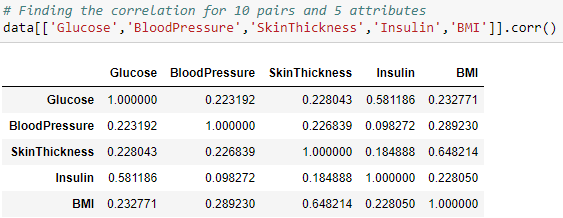 # Finding the correlation for 10 pairs and 5 attributes
data[['Glucose','BloodPressure','SkinThickness','Insulin','BMI']].corr()
Glucose BloodPressure SkinThickness Insulin BMI
Glucose 1.000000 0.223192 0.228043 0.581186 0.232771
BloodPressure 0.223192 1.000000 0.226839 0.098272 0.289230
SkinThickness 0.228043 0.226839 1.000000 0.184888 0.648214
Insulin 0.581186 0.098272 0.184888 1.000000 0.228050
BMI 0.232771 0.289230 0.648214 0.228050 1.000000